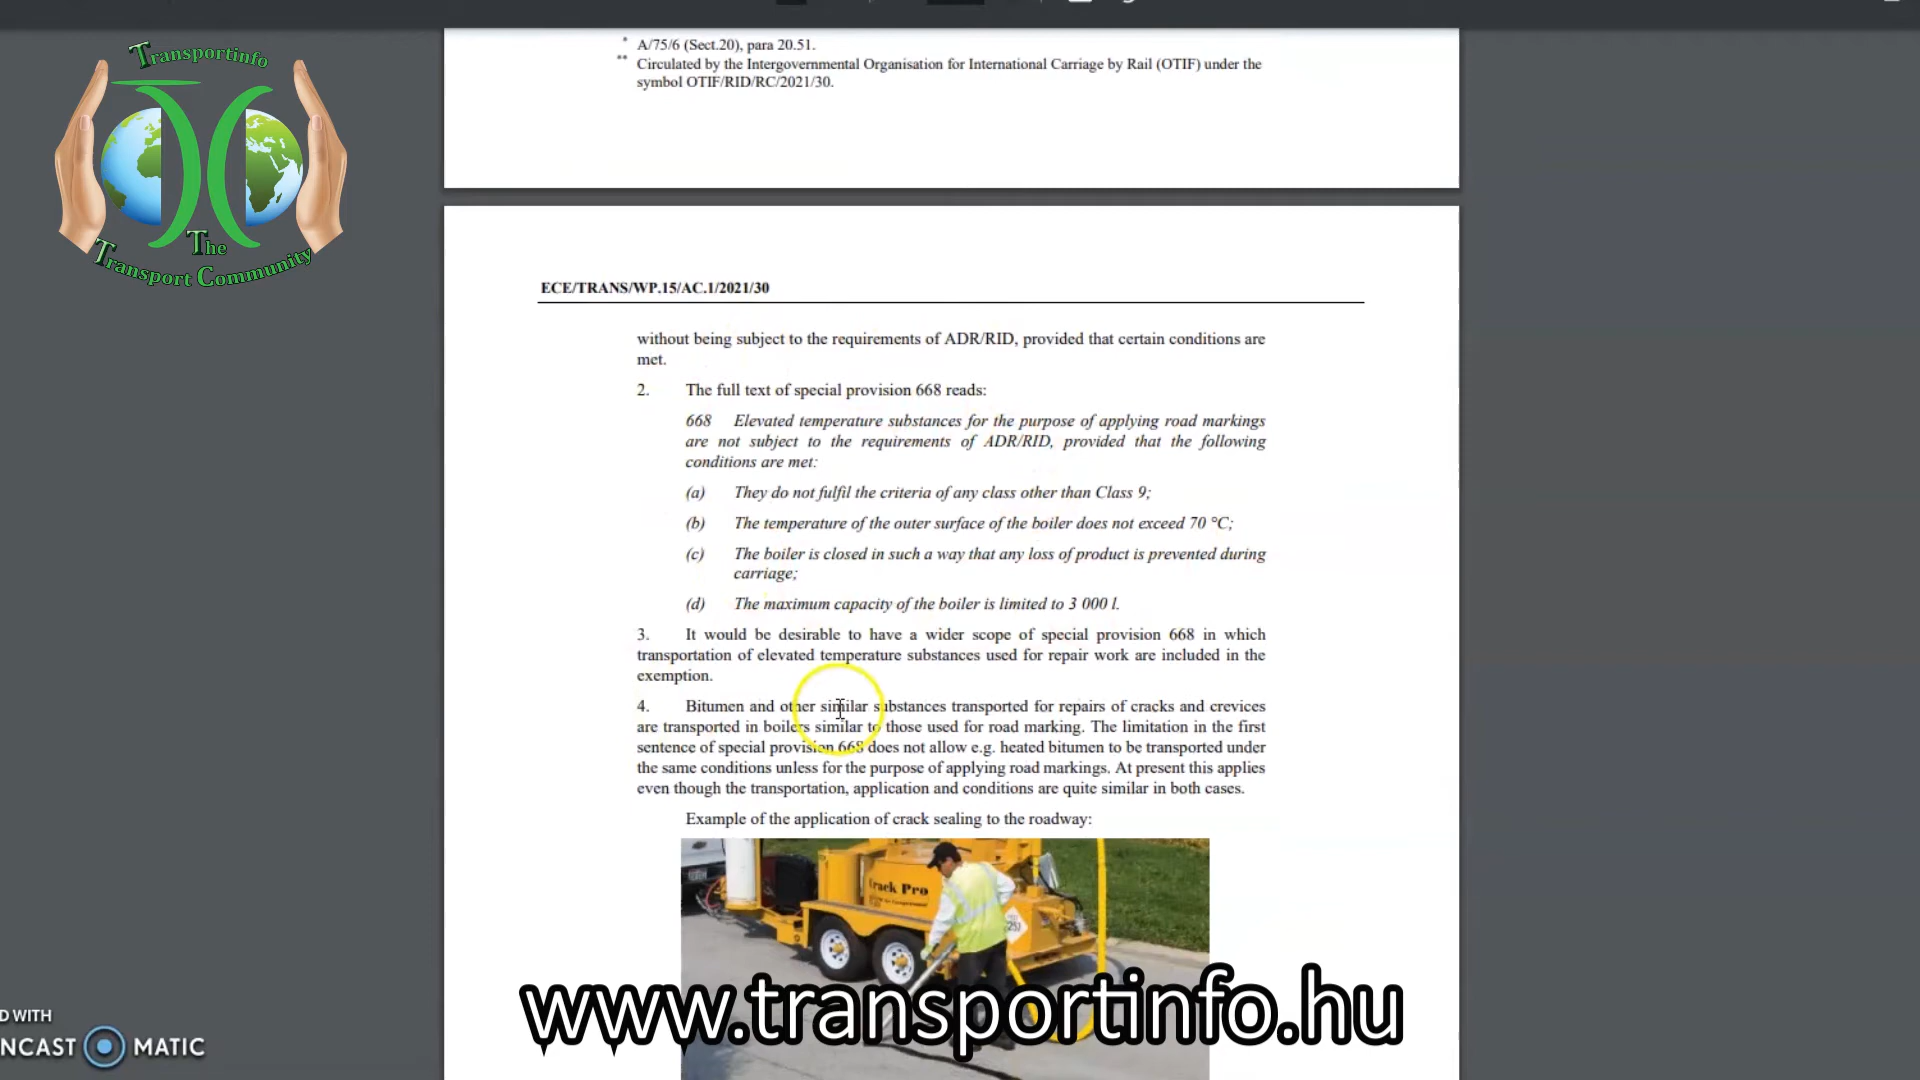 Transportinfo
The
Transport Community
* A/75/6 (Sect.20), para 20.51.
** Circulated by the Intergovernmental Organisation for International Carriage by Rail (OTIF) under the
symbol OTIF/RID/RC/2021/30.
ECE/TRANS/WP.15/AC.1/2021/30
without being subject to the requirements of ADR/RID, provided that certain conditions are
met.
2. The full text of special provision 668 reads:
668 Elevated temperature substances for the purpose of applying road markings
are not subject to the requirements of ADR/RID, provided that the following
conditions are met:
(a) They do not fulfil the criteria of any class other than Class 9;
(b) The temperature of the outer surface of the boiler does not exceed 70 °C;
(c) The boiler is closed in such a way that any loss of product is prevented during
carriage;
(d) The maximum capacity of the boiler is limited to 3 000 l.
3. It would be desirable to have a wider scope of special provision 668 in which
transportation of elevated temperature substances used for repair work are included in the
exemption.
4. Bitumen and other similar substances transported for repairs of cracks and crevices
are transported in boilers similar to those used for road marking. The limitation in the first
sentence of special provision 668 does not allow e.g. heated bitumen to be transported under
the same conditions unless for the purpose of applying road markings. At present this applies
even though the transportation, application and conditions are quite similar in both cases.
Example of the application of crack sealing to the roadway:
Crack Pro
www.transportinfo.hu
D WITH
NCAST MATIC